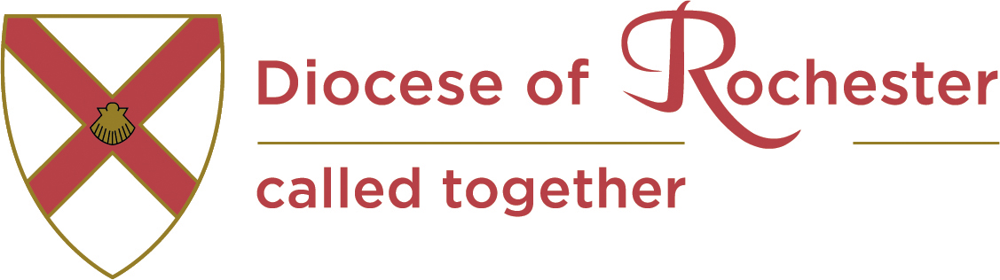 Diocese of Rochester
called together